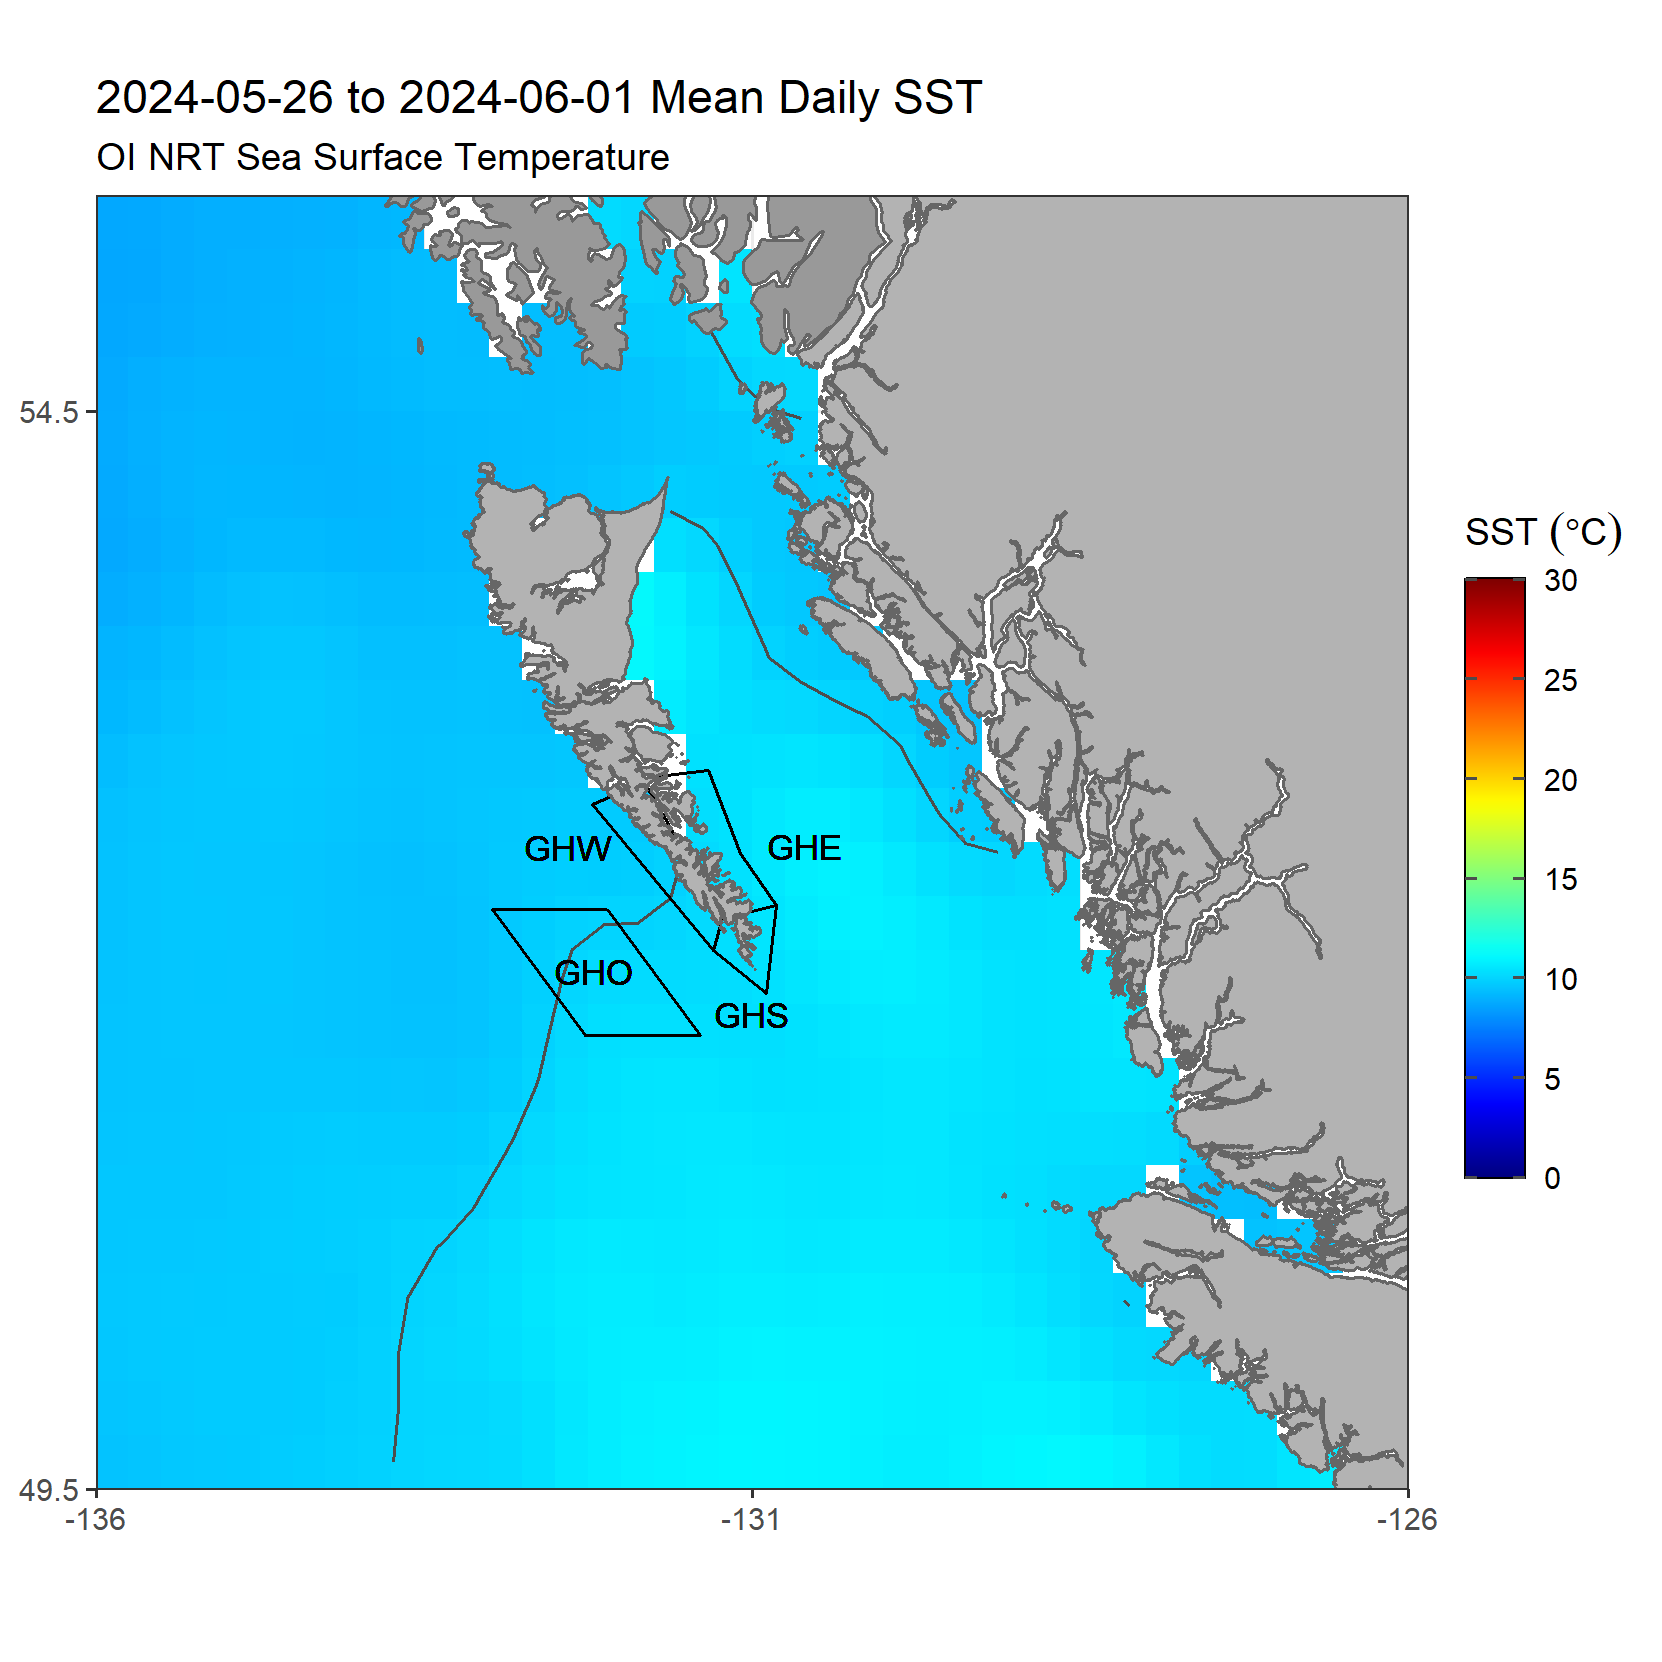 2024-05-26 to 2024-06-01 Mean Daily SST
OI NRT Sea Surface Temperature
54.5
49.5
-136
-131
-126
GHW
GHE
GHO
GHS
SST (°C)
30
25
20
15
10
5
0